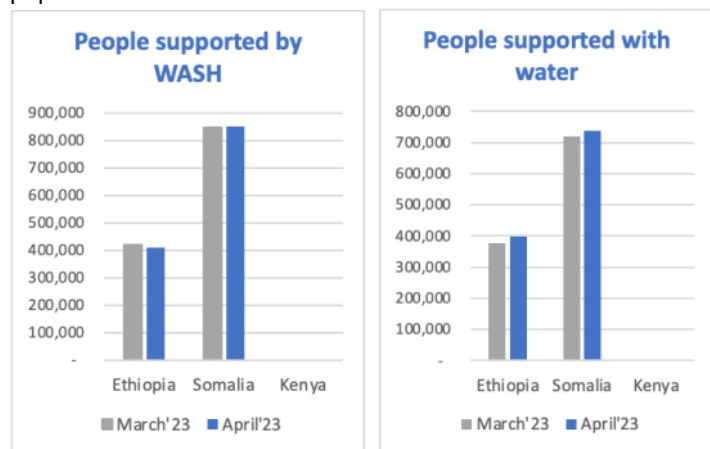 People supported by
WASH
900,000
800,000
700,000
600,000
500,000
400,000
300,000
200,000
100,000
-
Ethiopia Somalia Kenya
March'23 April'23
People supported with
water
800,000
700,000
600,000
500,000
400,000
300,000
200,000
100,000
-
Ethiopia Somalia Kenya
March'23 April'23